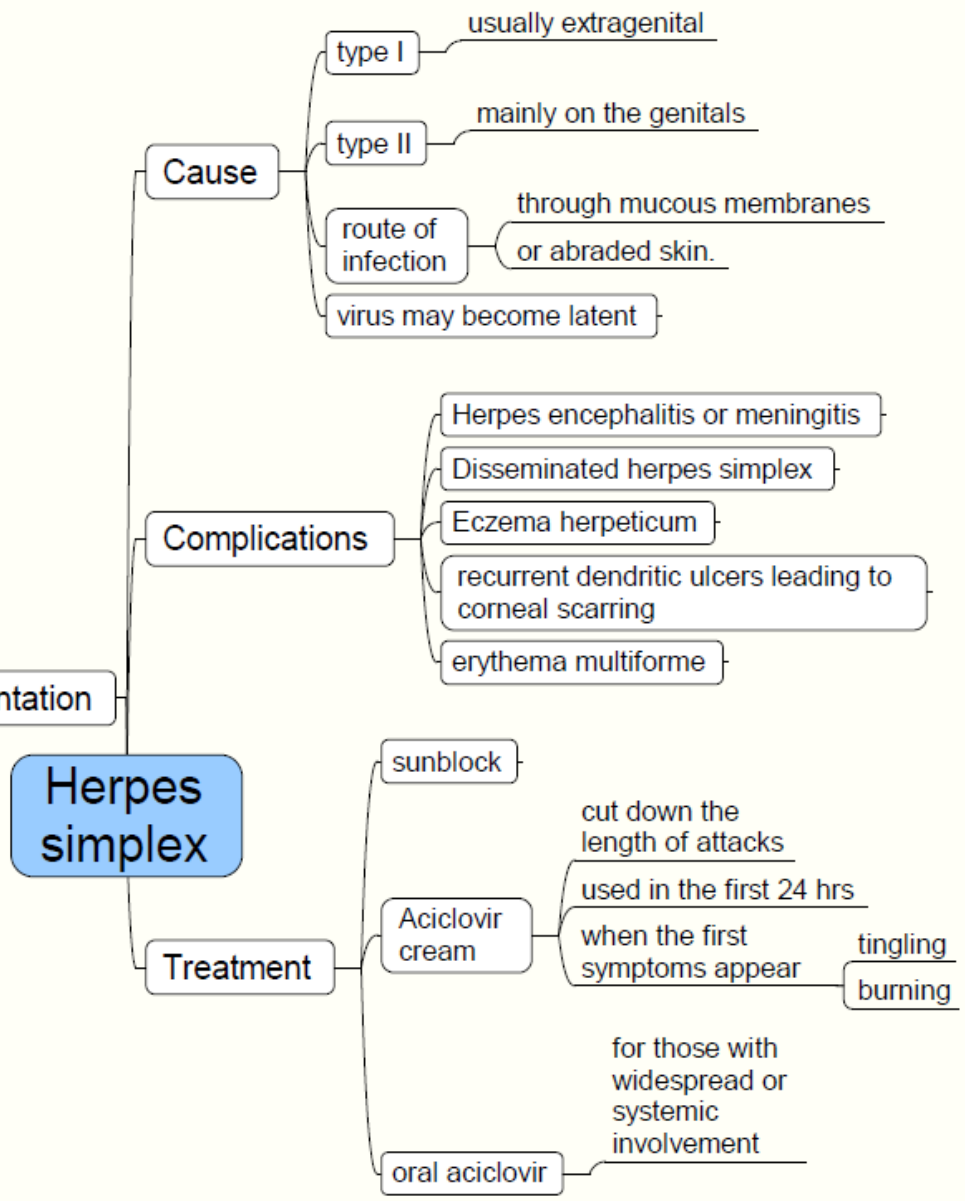 usually extragenital
type I
mainly on the genitals
type II
Cause
through mucous membranes
route of
infection
or abraded skin.
virus may become latent
Herpes encephalitis or meningitis
Disseminated herpes simplex
Eczema herpeticum
Complications
recurrent dendritic ulcers leading to
corneal scarring
erythema multiforme
ntation
Herpes
simplex
sunblock
cut down the
length of attacks
used in the first 24 hrs
Aciclovir
cream
when the first
symptoms appear
tingling
burning
Treatment
for those with
widespread or
systemic
involvement
oral aciclovir